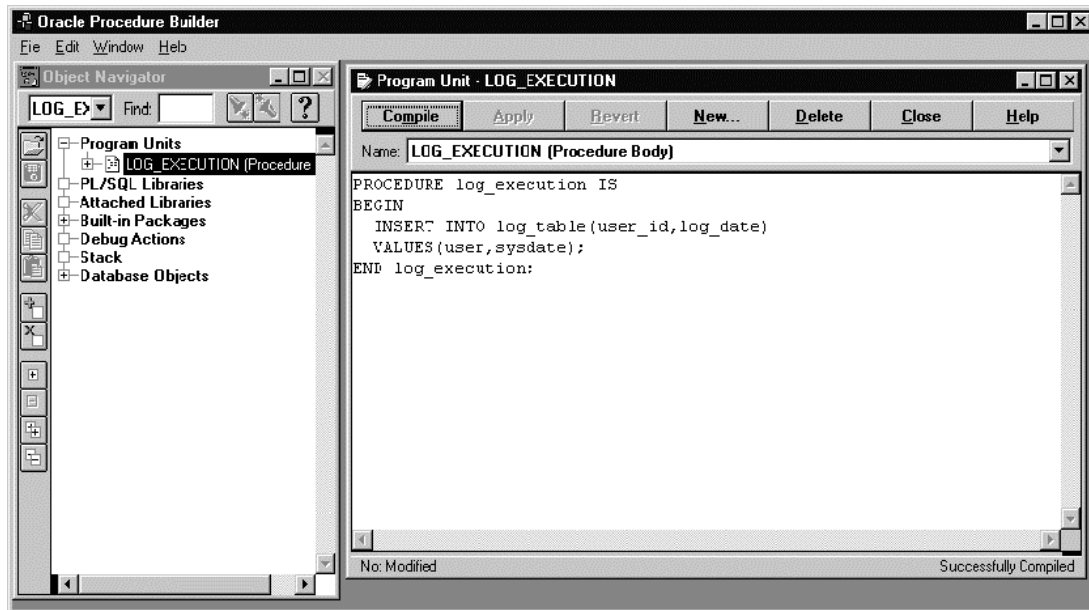 Oracle Procedure Builder
Fie Edit Window Help
Object Navigator
LOG_EX Find: ?
Program Units
LOG_EXECUTION (Procedure
PL/SQL Libraries
Attached Libraries
Built-in Packages
Debug Actions
Stack
Database Objects
Program Unit - LOG_EXECUTION
Compile Apply Revert New... Delete Close Help
Name: LOG_EXECUTION (Procedure Body)
PROCEDURE log_execution IS
BEGIN
INSERT INTO log_table(user_id,log_date)
VALUES(user,sysdate);
END log_execution;
No: Modified Successfully Compiled